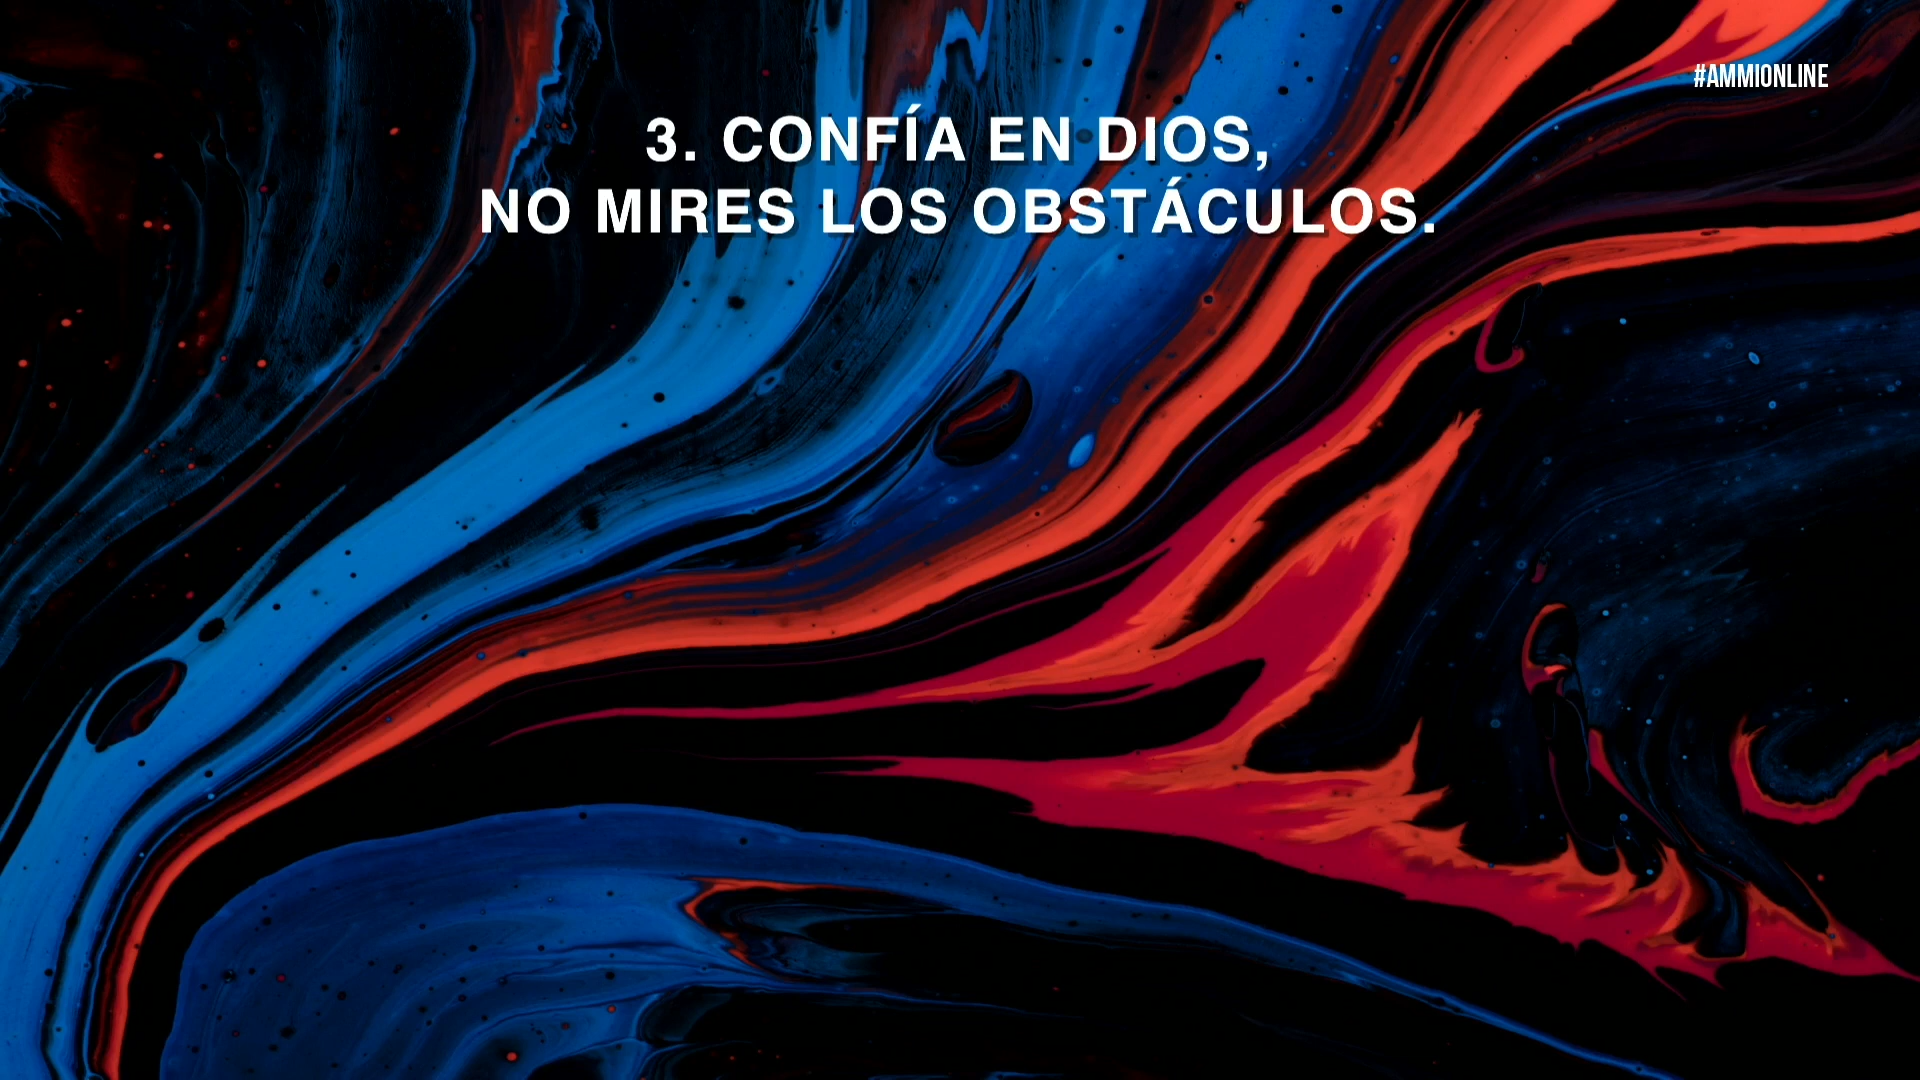 #AMMIONLINE
3. CONFÍA EN DIOS,
NO MIRES LOS OBSTÁCULOS.